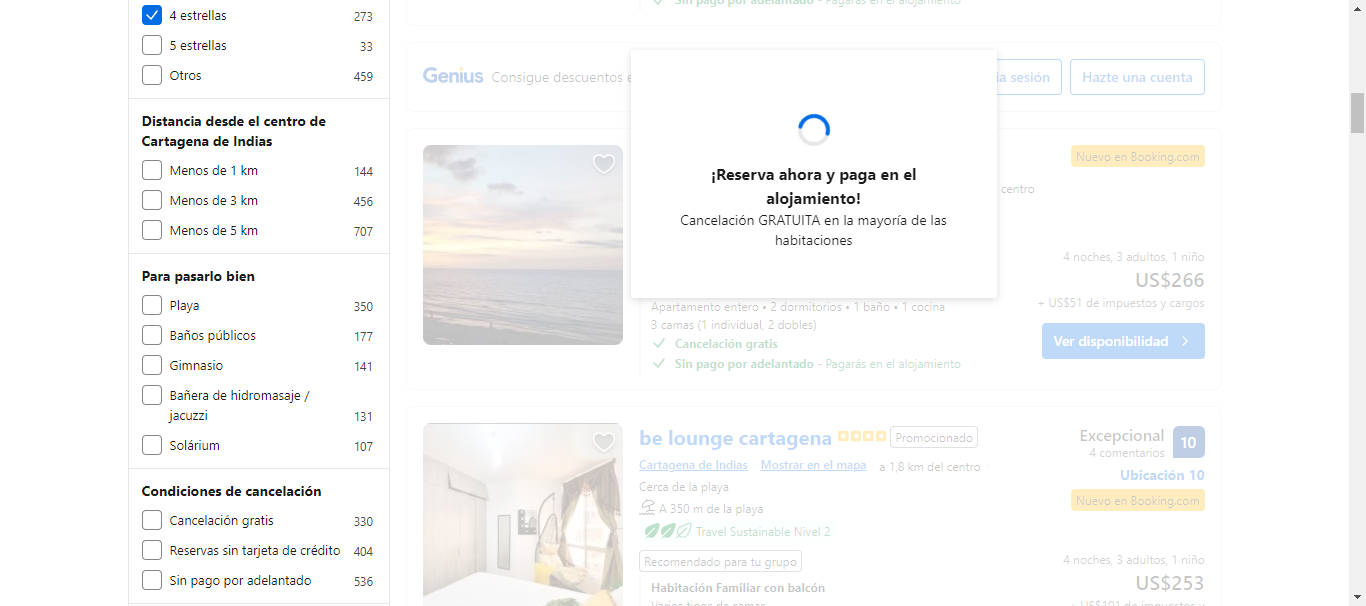 4 estrellas 273
5 estrellas 33
Otros 459
Distancia desde el centro de
Cartagena de Indias
Menos de 1 km 144
Menos de 3 km 456
Menos de 5 km 707
Para pasarlo bien
Playa 350
Baños públicos 177
Gimnasio 141
Bañera de hidromasaje /
jacuzzi 131
Solárium 107
Condiciones de cancelación
Cancelación gratis 330
Reservas sin tarjeta de crédito 404
Sin pago por adelantado 536
Sin pago por adelantado - Pagarás en el alojamiento
Genius Consigue descuentos
sesión
Hazte una cuenta
¡Reserva ahora y paga en el
alojamiento!
Cancelación GRATUITA en la mayoría de las
habitaciones
Nuevo en Booking.com
centro
4 noches, 3 adultos, 1 niño
US$266
+ US$51 de impuestos y cargos
Ver disponibilidad
Apartamento entero • 2 dormitorios • 1 baño • 1 cocina
3 camas (1 individual, 2 dobles)
Cancelación gratis
Sin pago por adelantado - Pagarás en el alojamiento
be lounge cartagena Promocionado
Cartagena de Indias Mostrar en el mapa a 1,8 km del centro
Cerca de la playa
A 350 m de la playa
Travel Sustainable Nivel 2
Recomendado para tu grupo
Habitación Familiar con balcón
Varios tipos de camas
Excepcional 10
4 comentarios
Ubicación 10
Nuevo en Booking.com
4 noches, 3 adultos, 1 niño
US$253
+ US$101 de impuestos y